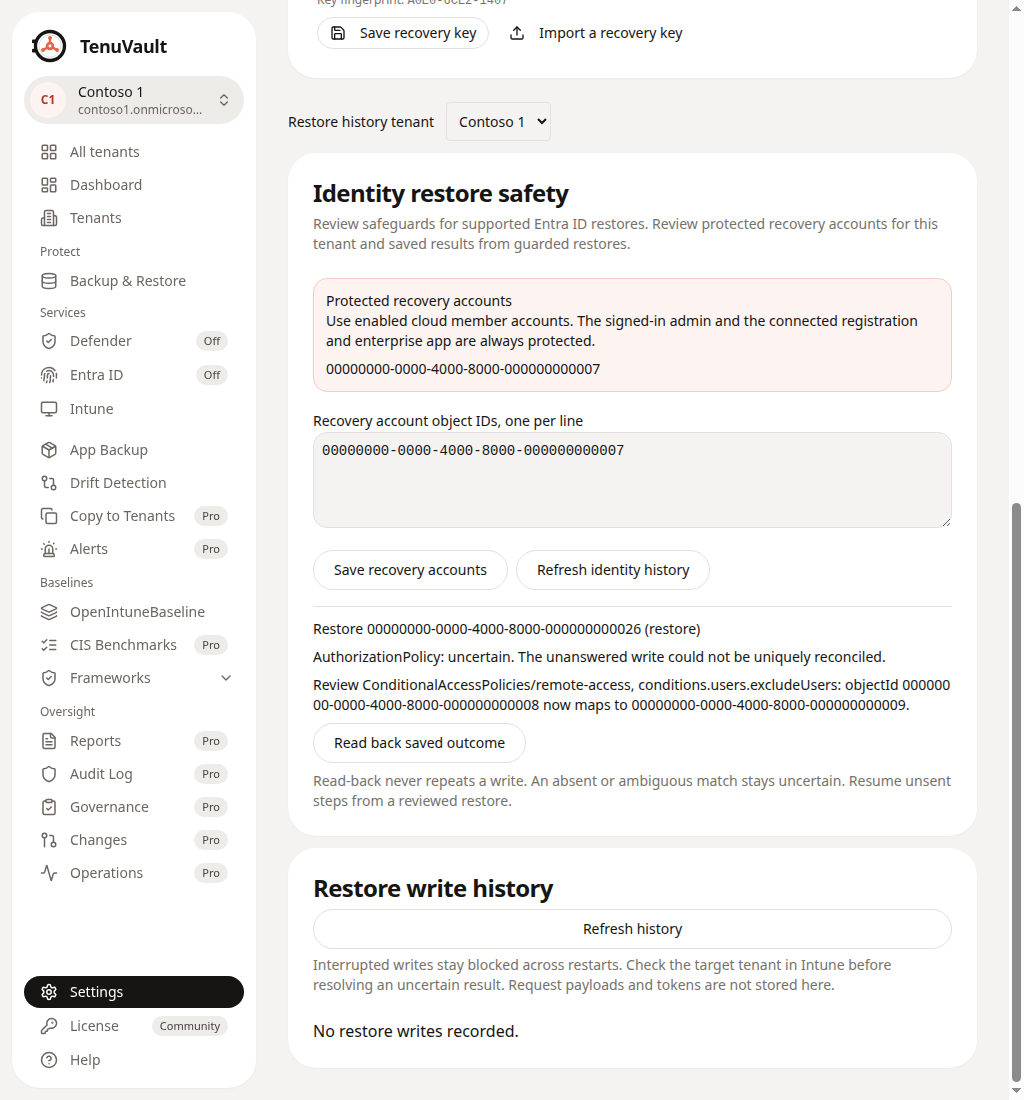 TenuVault
C1
Contoso 1
contoso1.onmicroso...
All tenants
Dashboard
Tenants
Protect
Backup & Restore
Services
Defender Off
Entra ID Off
Intune
App Backup
Drift Detection
Copy to Tenants Pro
Alerts Pro
Baselines
OpenIntuneBaseline
CIS Benchmarks Pro
Frameworks
Oversight
Reports Pro
Audit Log Pro
Governance Pro
Changes Pro
Operations Pro
Settings
License Community
Help
Save recovery key
Import a recovery key
Restore history tenant Contoso 1
Identity restore safety
Review safeguards for supported Entra ID restores. Review protected recovery accounts for this
tenant and saved results from guarded restores.
Protected recovery accounts
Use enabled cloud member accounts. The signed-in admin and the connected registration
and enterprise app are always protected.
00000000-0000-4000-8000-000000000007
Recovery account object IDs, one per line
00000000-0000-4000-8000-000000000007
Save recovery accounts
Refresh identity history
Restore 00000000-0000-4000-8000-000000000026 (restore)
AuthorizationPolicy: uncertain. The unanswered write could not be uniquely reconciled.
Review ConditionalAccessPolicies/remote-access, conditions.users.excludeUsers: objectId 000000
00-0000-4000-8000-000000000008 now maps to 00000000-0000-4000-8000-000000000009.
Read back saved outcome
Read-back never repeats a write. An absent or ambiguous match stays uncertain. Resume unsent
steps from a reviewed restore.
Restore write history
Refresh history
Interrupted writes stay blocked across restarts. Check the target tenant in Intune before
resolving an uncertain result. Request payloads and tokens are not stored here.
No restore writes recorded.